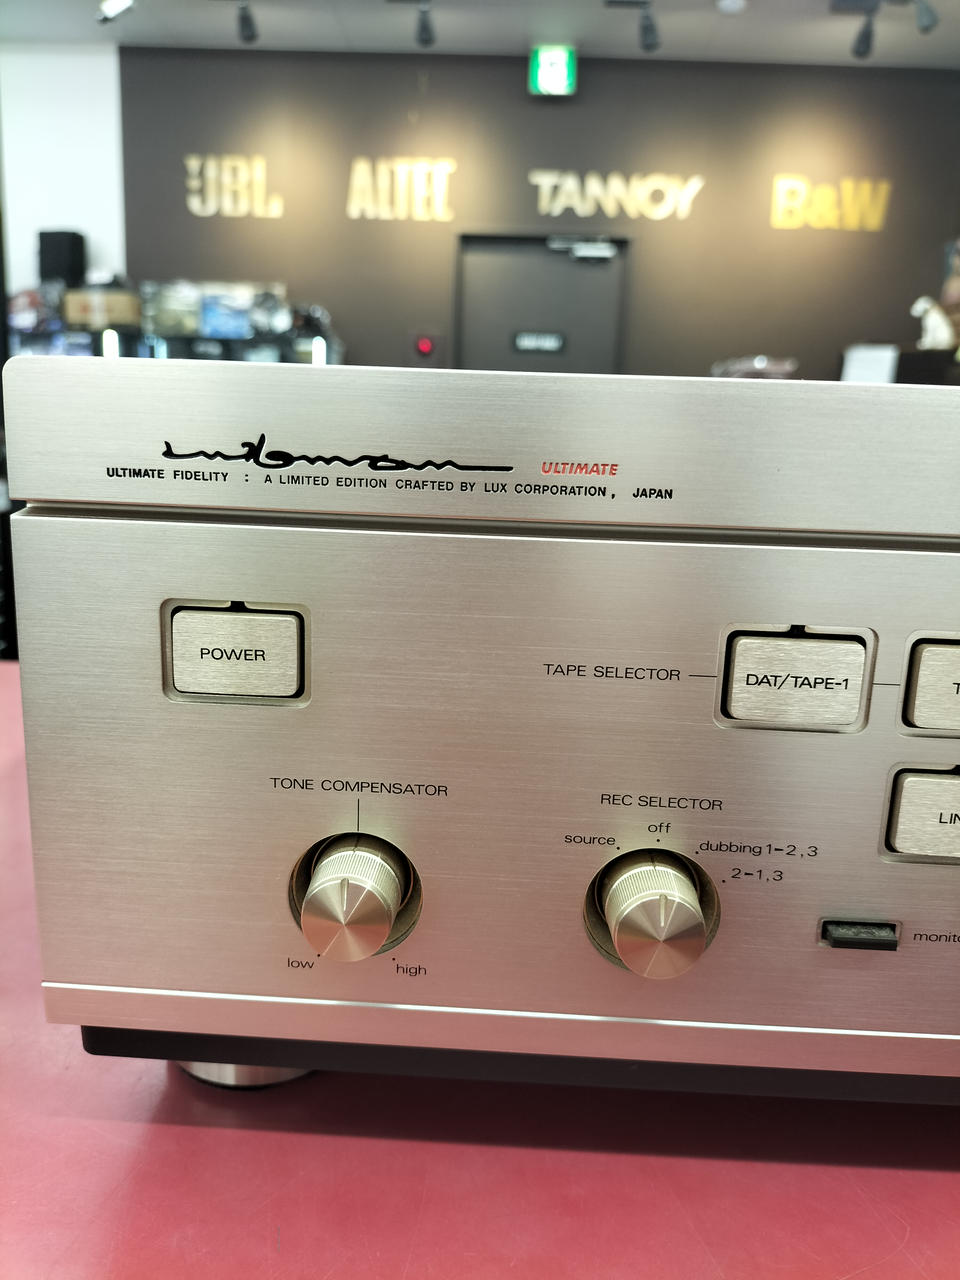 JBL ALTEC TANNOY B&W
luxman ULTIMATE
ULTIMATE FIDELITY : A LIMITED EDITION CRAFTED BY LUX CORPORATION, JAPAN
POWER
TAPE SELECTOR
DAT/TAPE-1
TONE COMPENSATOR
low
high
REC SELECTOR
source
off
dubbing 1-2,3
2-1,3